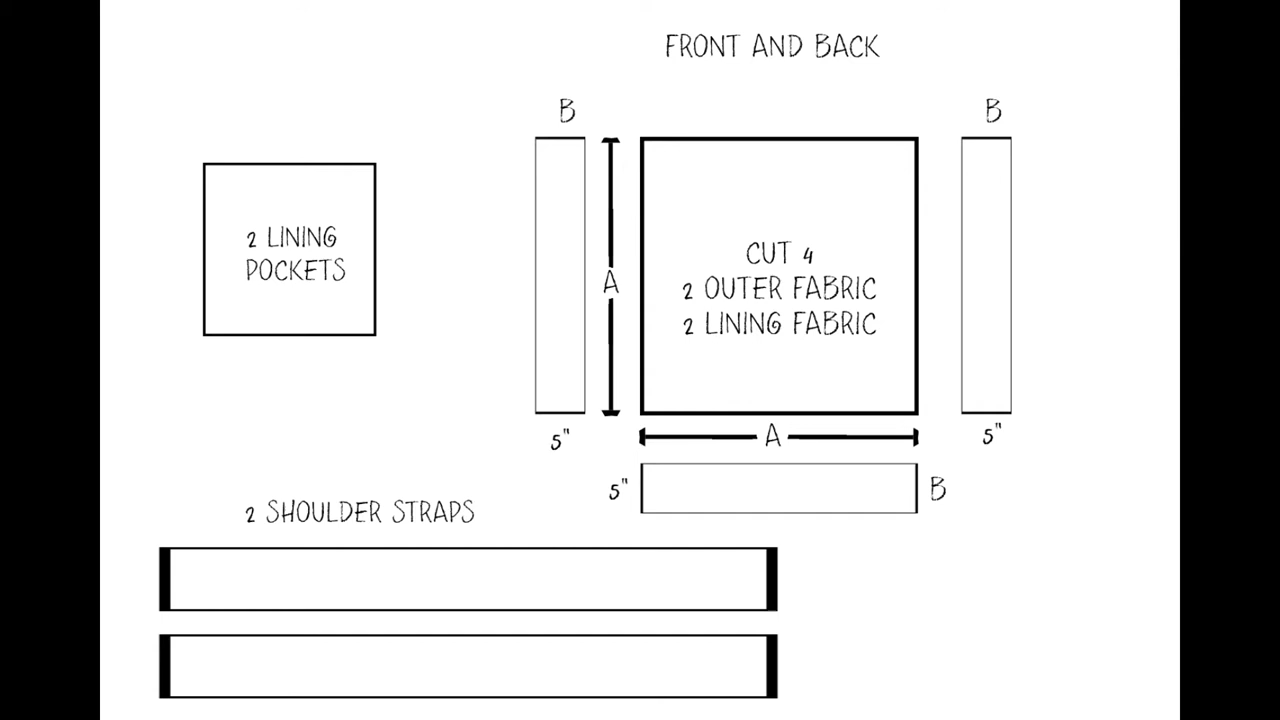 FRONT AND BACK
B
B
2 LINING
POCKETS
A
CUT 4
2 OUTER FABRIC
2 LINING FABRIC
5"
A
5"
5"
B
2 SHOULDER STRAPS